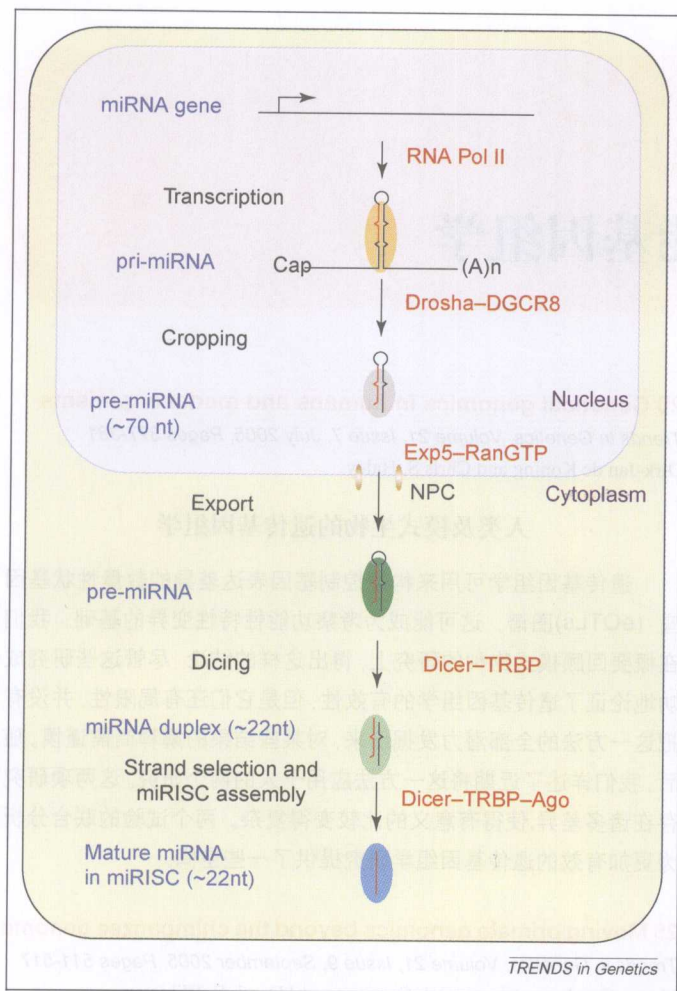 miRNA gene
RNA Pol II
Transcription
pri-miRNA
Cap
(A)n
Drosha–DGCR8
Cropping
pre-miRNA
(~70 nt)
Nucleus
Exp5–RanGTP
NPC
Export
Cytoplasm
pre-miRNA
Dicing
Dicer–TRBP
miRNA duplex (~22nt)
Strand selection and
miRISC assembly
Dicer–TRBP–Ago
Mature miRNA
in miRISC (~22nt)
TRENDS in Genetics